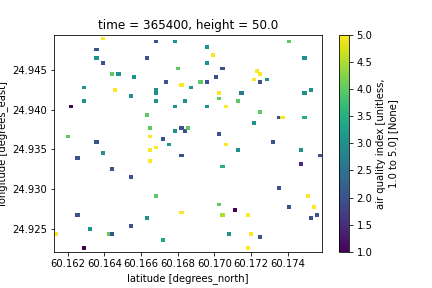 time = 365400, height = 50.0
24.945
24.940
24.935
24.930
24.925
longitude [degrees_east]
60.162 60.164 60.166 60.168 60.170 60.172 60.174
latitude [degrees_north]
5.0
4.5
4.0
3.5
3.0
2.5
2.0
1.5
1.0
air quality index [unitless,
1.0 to 5.0] [None]